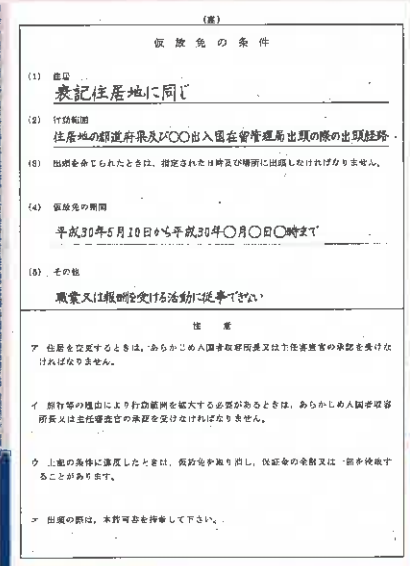 (裏)
仮放免の条件
(1) 住居
表記住居地に同じ
(2) 行動範囲
住居地の都道府県及び〇〇出入国在留管理局出頭の際の出頭経路
(3) 出頭を命じられたときは、指定された日時及び場所に出頭しなければなりません。
(4) 仮放免の期間
平成30年5月10日から平成30年〇月〇日〇時まで
(5) その他
職業又は報酬を受ける活動に従事できない
注意
ア 住居を変更するときは、あらかじめ入国者収容所長又は主任審査官の承認を受けな
ければなりません。
イ 旅行等の理由により行動範囲を拡大する必要があるときは、あらかじめ入国者収容
所長又は主任審査官の承認を受けなければなりません。
ウ 上記の条件に違反したときは、仮放免を取り消し、保証金の全額又は一部を没取す
ることがあります。
エ 出頭の際は、本許可書を持参して下さい。